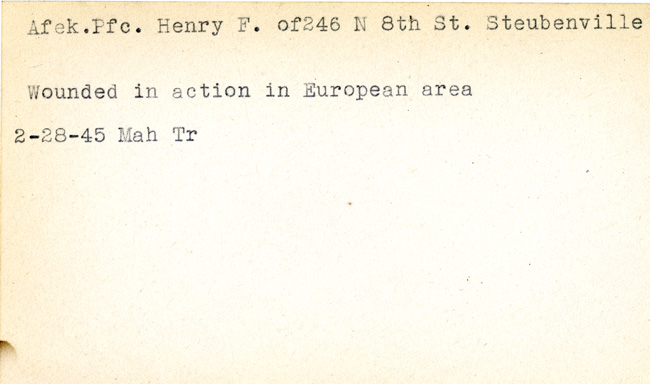 Afek.Pfc. Henry F. of246 N 8th St. Steubenville
Wounded in action in European area
2-28-45 Mah Tr